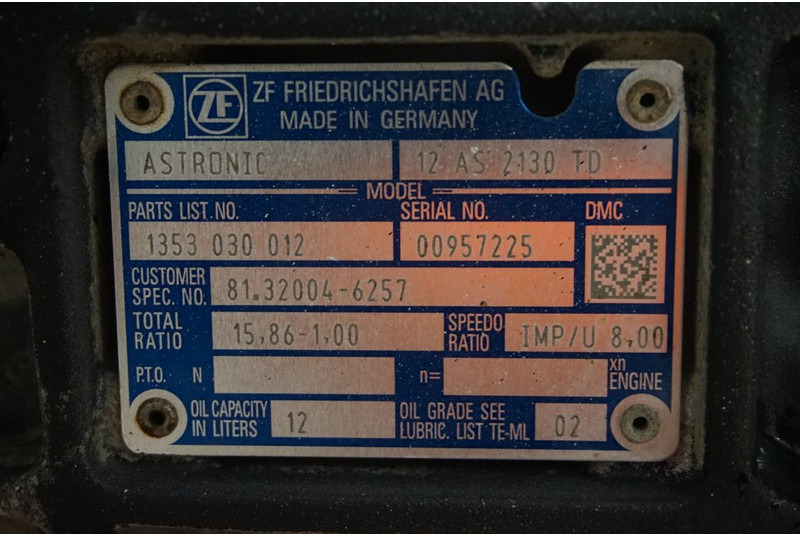 ZF ZF FRIEDRICHSHAFEN AG
MADE IN GERMANY
ASTRONIC 12 AS 2130 TD
MODEL
PARTS LIST NO. SERIAL NO. DMC
1353 030 012 00957225
CUSTOMER
SPEC. NO. 81.32004-6257
TOTAL
RATIO 15,86-1,00 SPEEDO
RATIO IMP/U 8,00
P.T.O. N n= xn
ENGINE
OIL CAPACITY
IN LITERS 12 OIL GRADE SEE
LUBRIC. LIST TE-ML 02